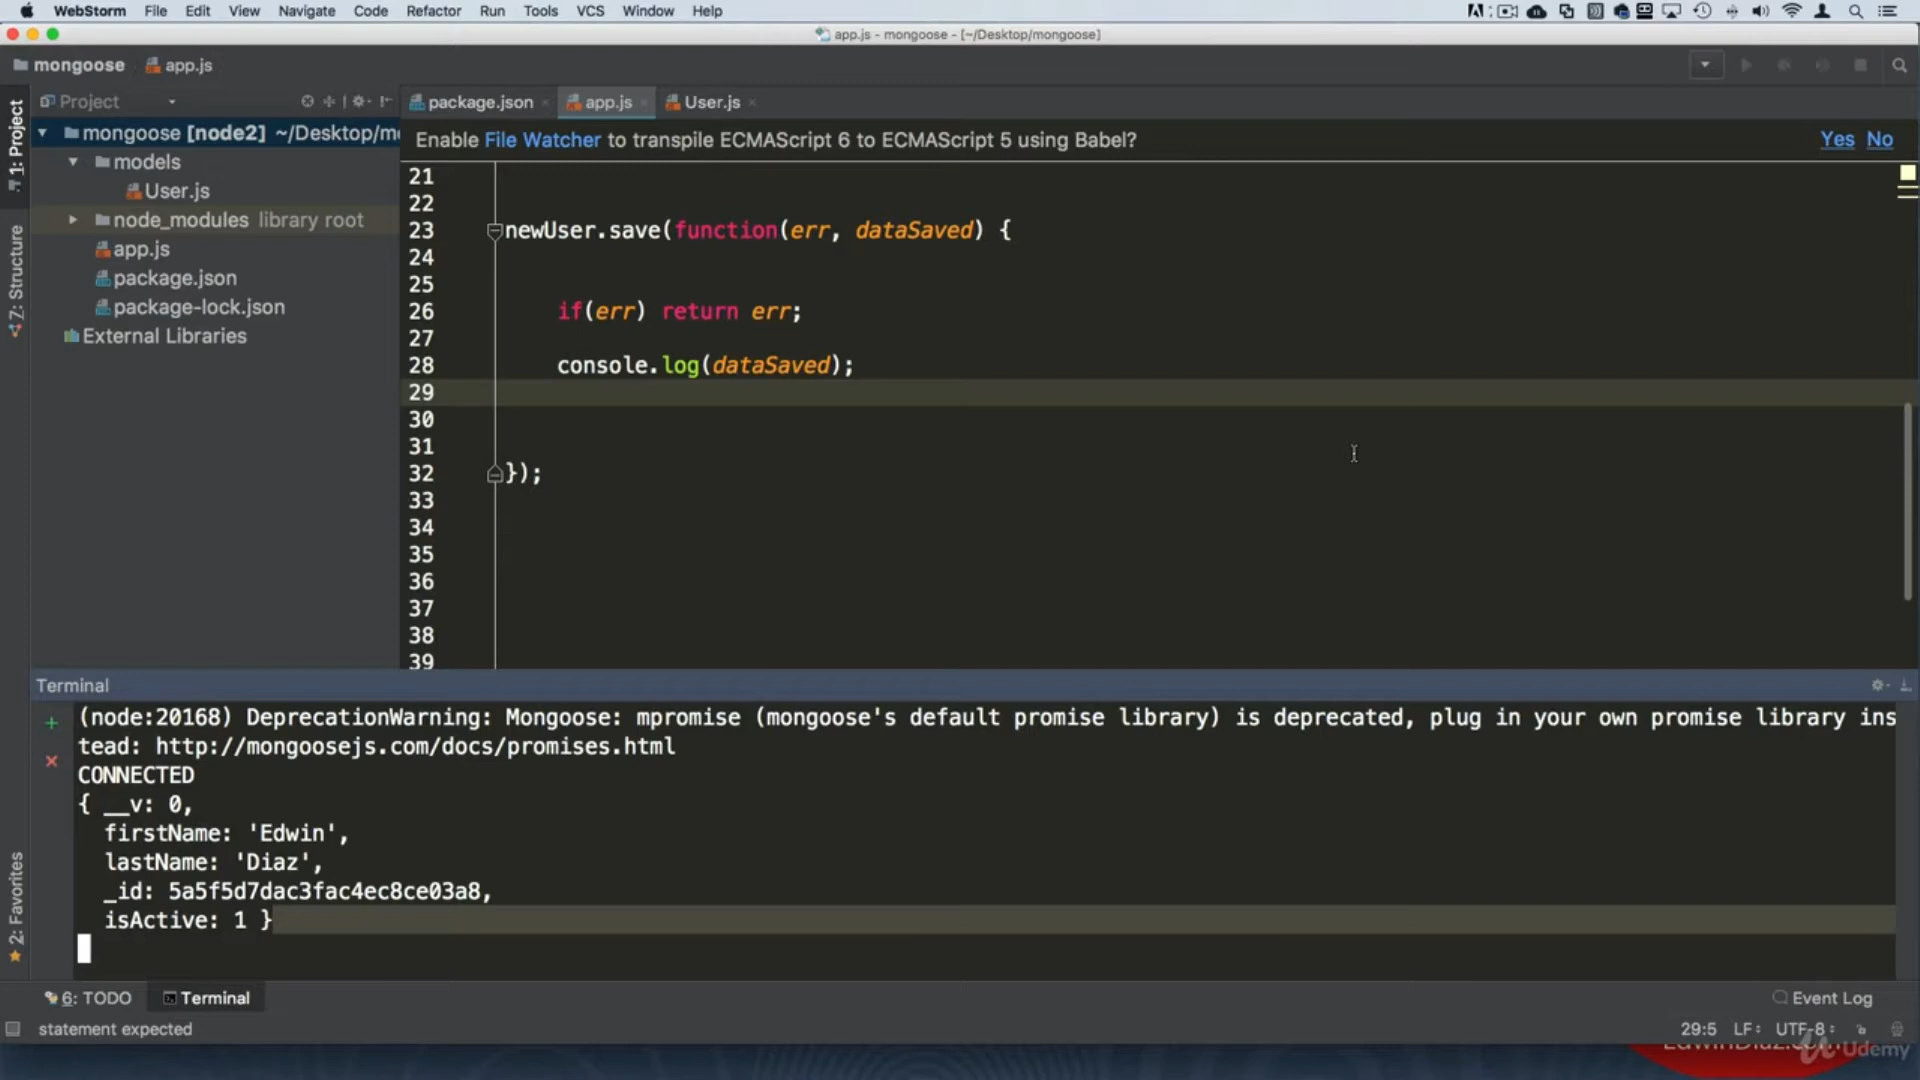 WebStorm File Edit View Navigate Code Refactor Run Tools VCS Window Help
app.js - mongoose - [~/Desktop/mongoose]
mongoose app.js
Project
package.json app.js User.js
1: Project
7: Structure
2: Favorites
mongoose [node2] ~/Desktop/m
models
User.js
node_modules library root
app.js
package.json
package-lock.json
External Libraries
Enable File Watcher to transpile ECMAScript 6 to ECMAScript 5 using Babel? Yes No
21
22
23 newUser.save(function(err, dataSaved) {
24
25
26 if(err) return err;
27
28 console.log(dataSaved);
29
30
31
32 });
33
34
35
36
37
38
39
Terminal
(node:20168) DeprecationWarning: Mongoose: mpromise (mongoose's default promise library) is deprecated, plug in your own promise library ins
tead: http://mongoosejs.com/docs/promises.html
CONNECTED
{ __v: 0,
firstName: 'Edwin',
lastName: 'Diaz',
_id: 5a5f5d7dac3fac4ec8ce03a8,
isActive: 1 }
6: TODO Terminal Event Log
statement expected 29:5 LF UTF-8
EdwinDiaz.com
Udemy